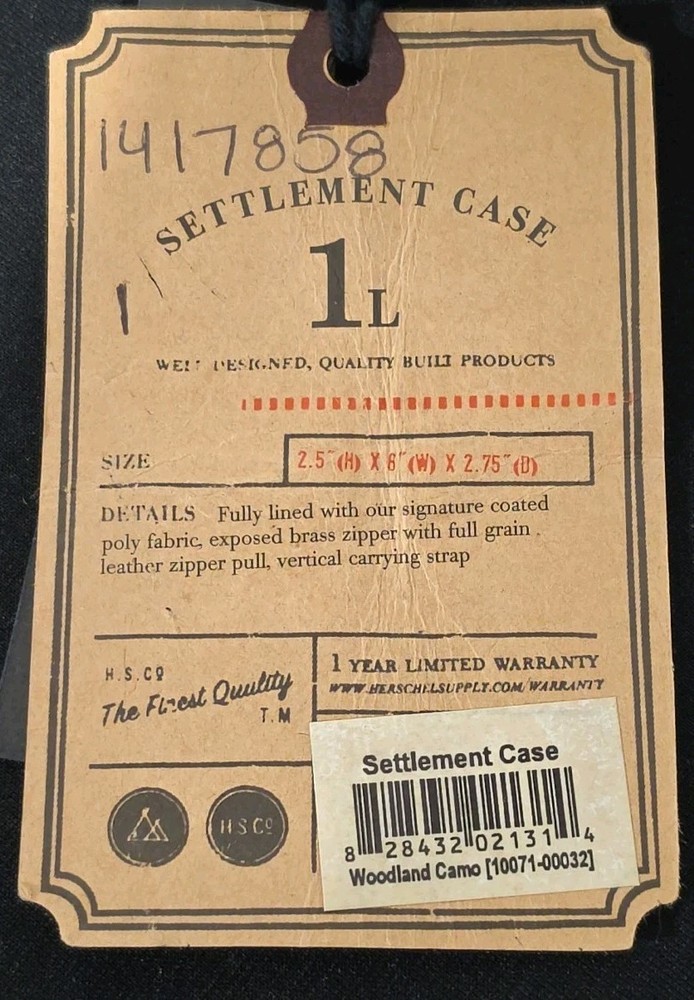 1417858
SETTLEMENT CASE
1L
WELL DESIGNED, QUALITY BUILT PRODUCTS
SIZE 2.5"(H) X 6"(W) X 2.75"(D)
DETAILS Fully lined with our signature coated
poly fabric, exposed brass zipper with full grain
leather zipper pull, vertical carrying strap
H.S.Co
The Finest Quality
T.M
1 YEAR LIMITED WARRANTY
WWW.HERSCHELSUPPLY.COM/WARRANTY
H S Co
Settlement Case
8 28432 02131 4
Woodland Camo [10071-00032]